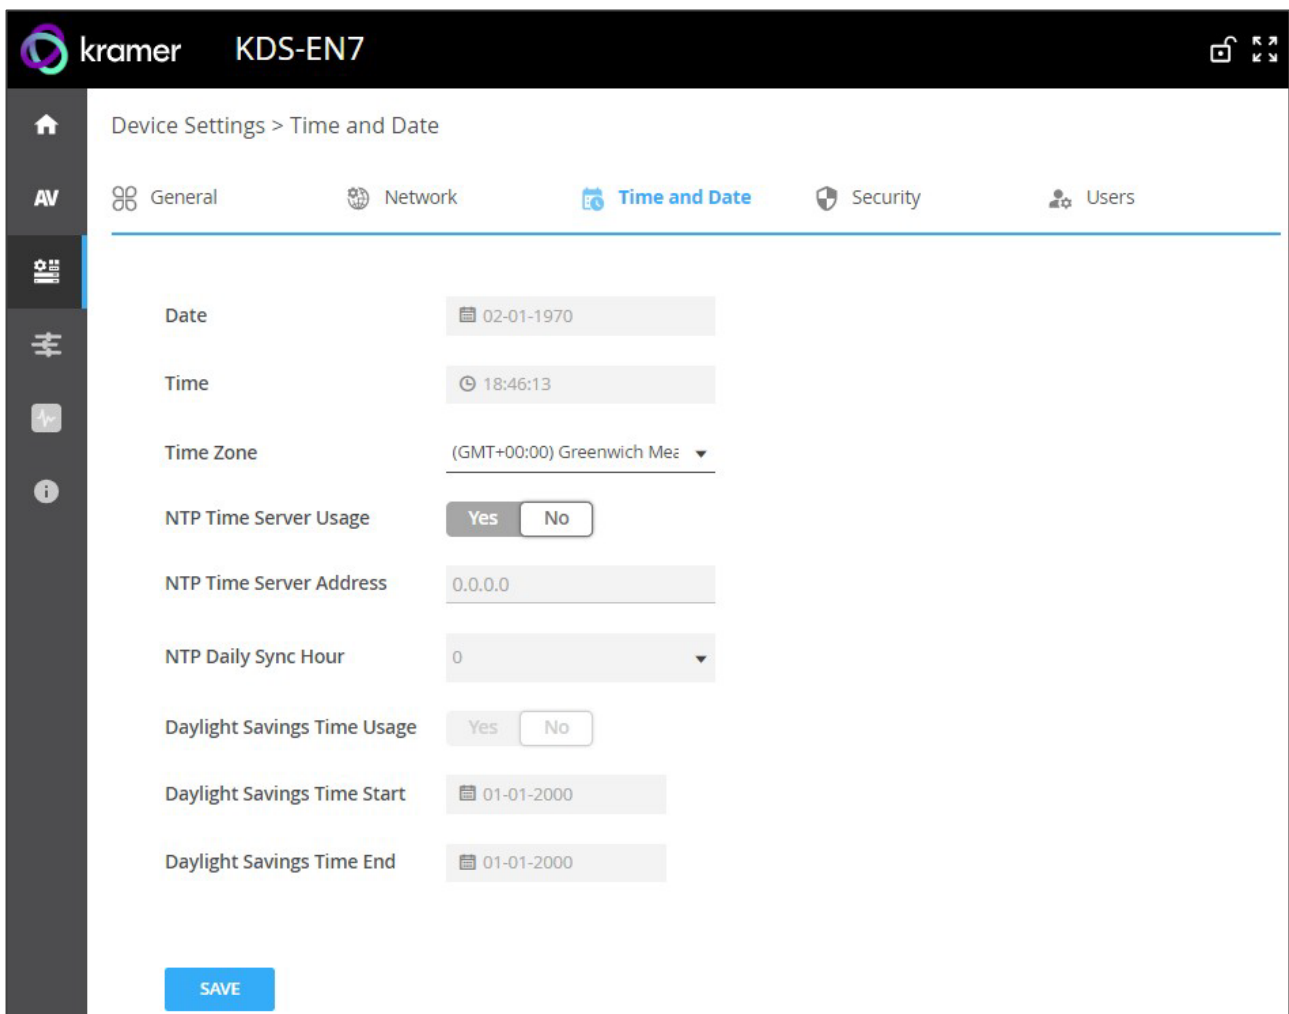 kramer KDS-EN7
Device Settings > Time and Date
AV General Network Time and Date Security Users
Date 02-01-1970
Time 18:46:13
Time Zone (GMT+00:00) Greenwich Mea
NTP Time Server Usage Yes No
NTP Time Server Address 0.0.0.0
NTP Daily Sync Hour 0
Daylight Savings Time Usage Yes No
Daylight Savings Time Start 01-01-2000
Daylight Savings Time End 01-01-2000
SAVE